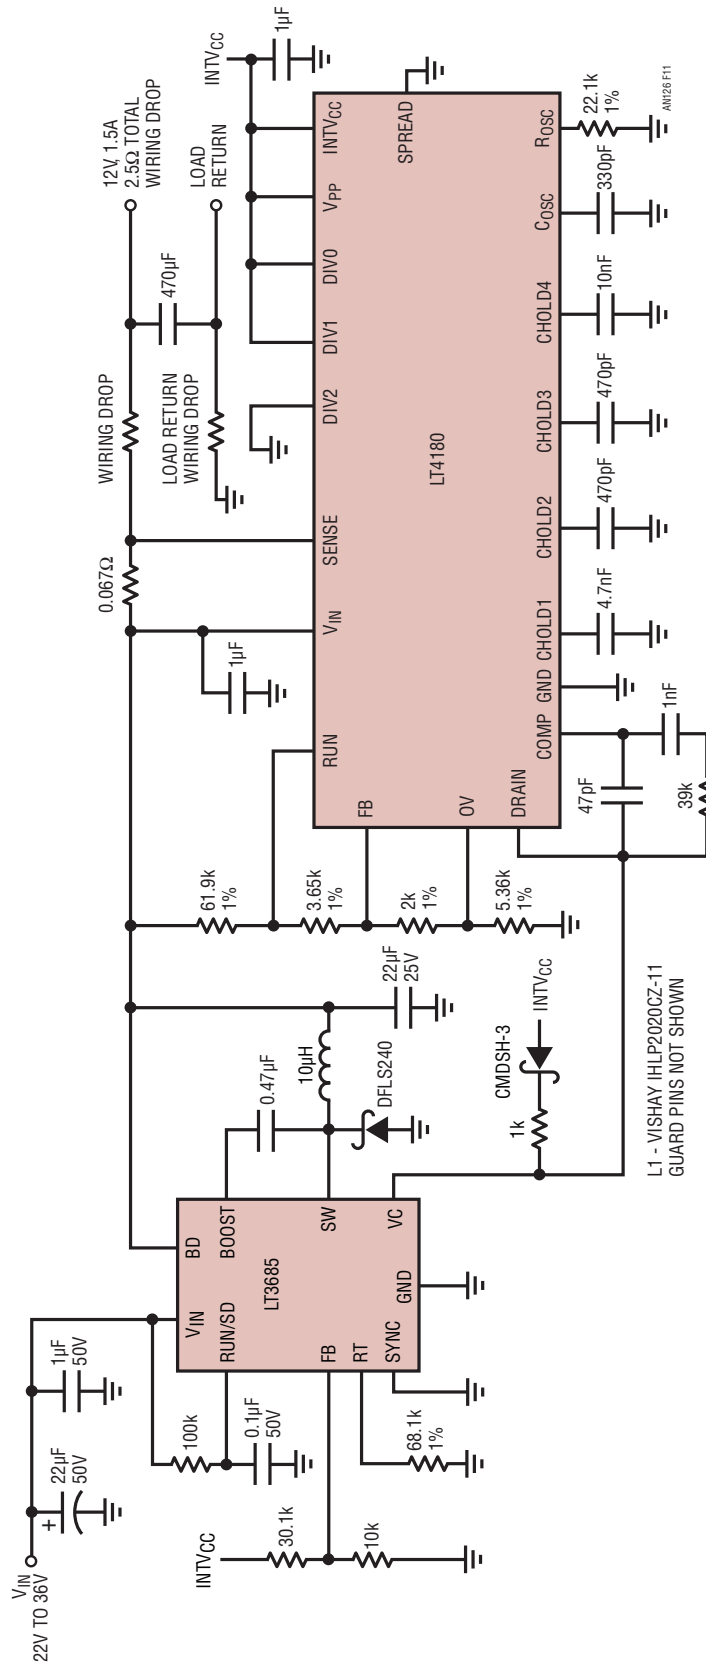 VIN
22V TO 36V
+
22µF
50V
1µF
50V
100k
0.1µF
50V
INTVCC
30.1k
10k
68.1k
1%
VIN
BD
RUN/SD
BOOST
LT3685
FB
SW
RT
SYNC
GND
VC
0.47µF
10µH
DFLS240
22µF
25V
1k
CMDSH-3
INTVCC
61.9k
1%
3.65k
1%
2k
1%
5.36k
1%
1µF
0.067Ω
WIRING DROP
LOAD RETURN
WIRING DROP
470µF
12V, 1.5A
2.5Ω TOTAL
WIRING DROP
LOAD
RETURN
INTVCC
1µF
RUN
VIN
SENSE
DIV2
DIV1
DIV0
VPP
INTVCC
FB
OV
DRAIN
LT4180
SPREAD
COMP
GND
CHOLD1
CHOLD2
CHOLD3
CHOLD4
COSC
ROSC
47pF
1nF
39k
4.7nF
470pF
470pF
10nF
330pF
22.1k
1%
L1 - VISHAY IHLP2020CZ-11
GUARD PINS NOT SHOWN
AN126 F11